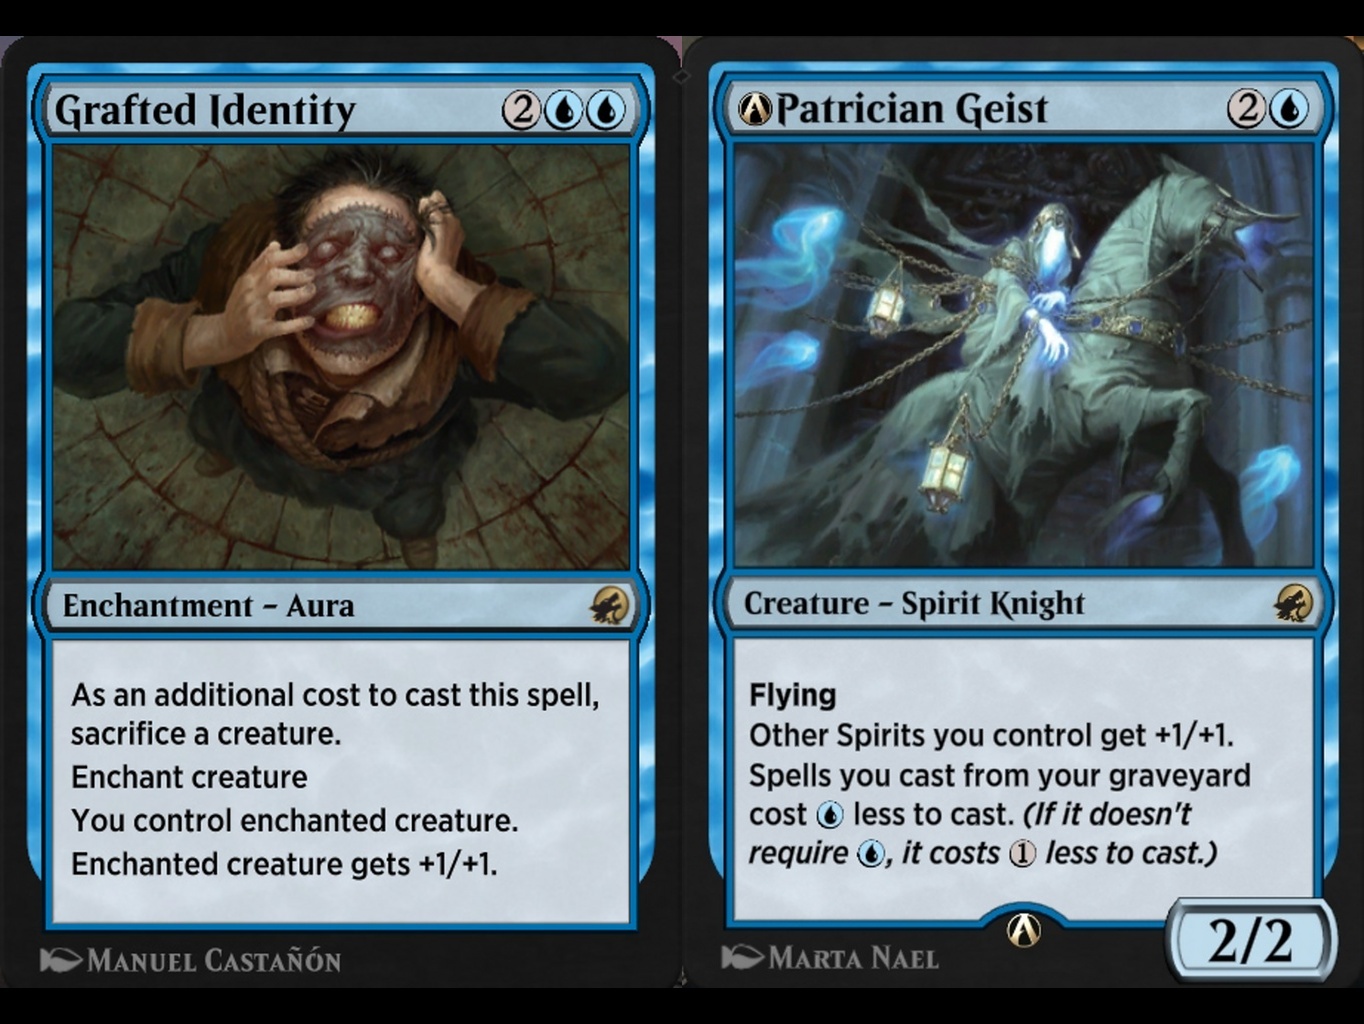 Grafted Identity 2
Enchantment – Aura
As an additional cost to cast this spell,
sacrifice a creature.
Enchant creature
You control enchanted creature.
Enchanted creature gets +1/+1.
Manuel Castañón
Patrician Geist 2
Creature – Spirit Knight
Flying
Other Spirits you control get +1/+1.
Spells you cast from your graveyard
cost less to cast. (If it doesn't
require , it costs 1 less to cast.)
2/2
Marta Nael